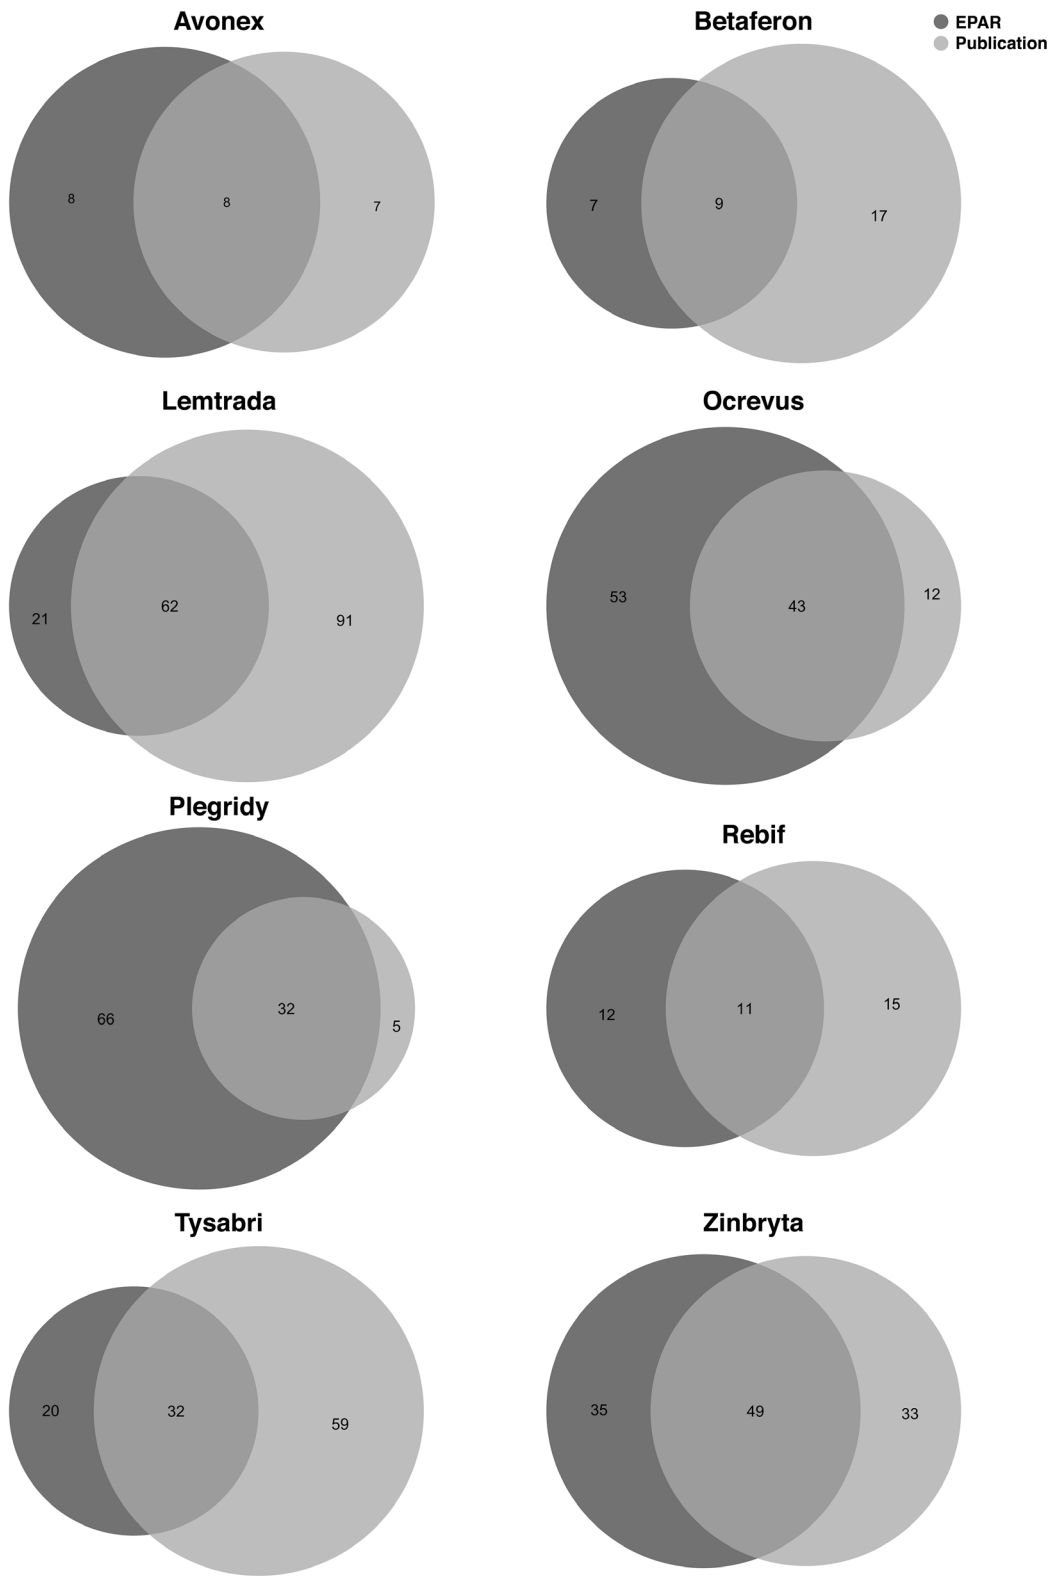 Avonex
Betaferon
EPAR
Publication
8
8
7
7
9
17
Lemtrada
Ocrevus
21
62
91
53
43
12
Plegridy
Rebif
66
32
5
12
11
15
Tysabri
Zinbryta
20
32
59
35
49
33